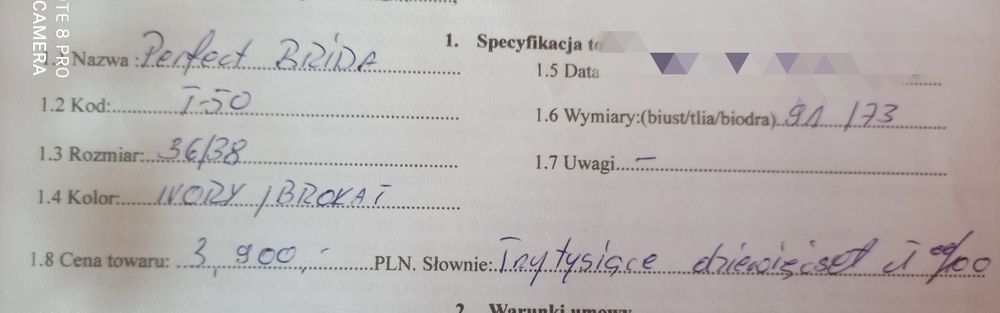 TE 8 PRO
CAMERA
1. Specyfikacja to
Nazwa: Perfect BRIDA
1.5 Data
1.2 Kod: I-50
1.6 Wymiary:(biust/tlia/biodra) 91 /73
1.3 Rozmiar: 36/38
1.7 Uwagi —
1.4 Kolor: IVORY / BROKAT
1.8 Cena towaru: 3,900,- PLN. Słownie: Trzy tysiące dziewięćset zł 00/00
2. Warunki umowy